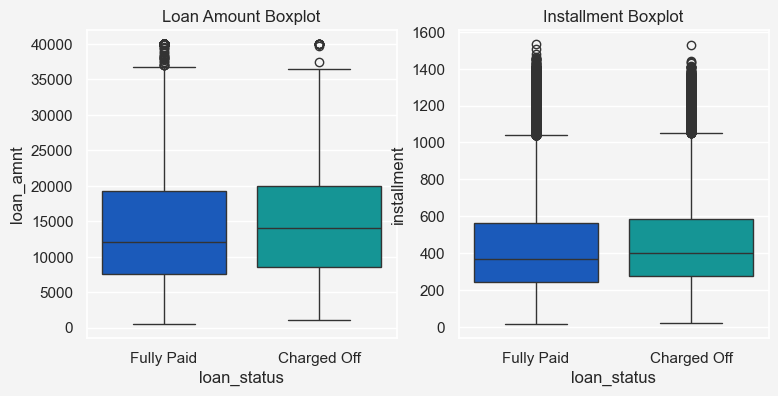 Loan Amount Boxplot
40000
35000
30000
25000
20000
15000
10000
5000
0
loan_amnt
Fully Paid
Charged Off
loan_status
Installment Boxplot
1600
1400
1200
1000
800
600
400
200
0
installment
Fully Paid
Charged Off
loan_status